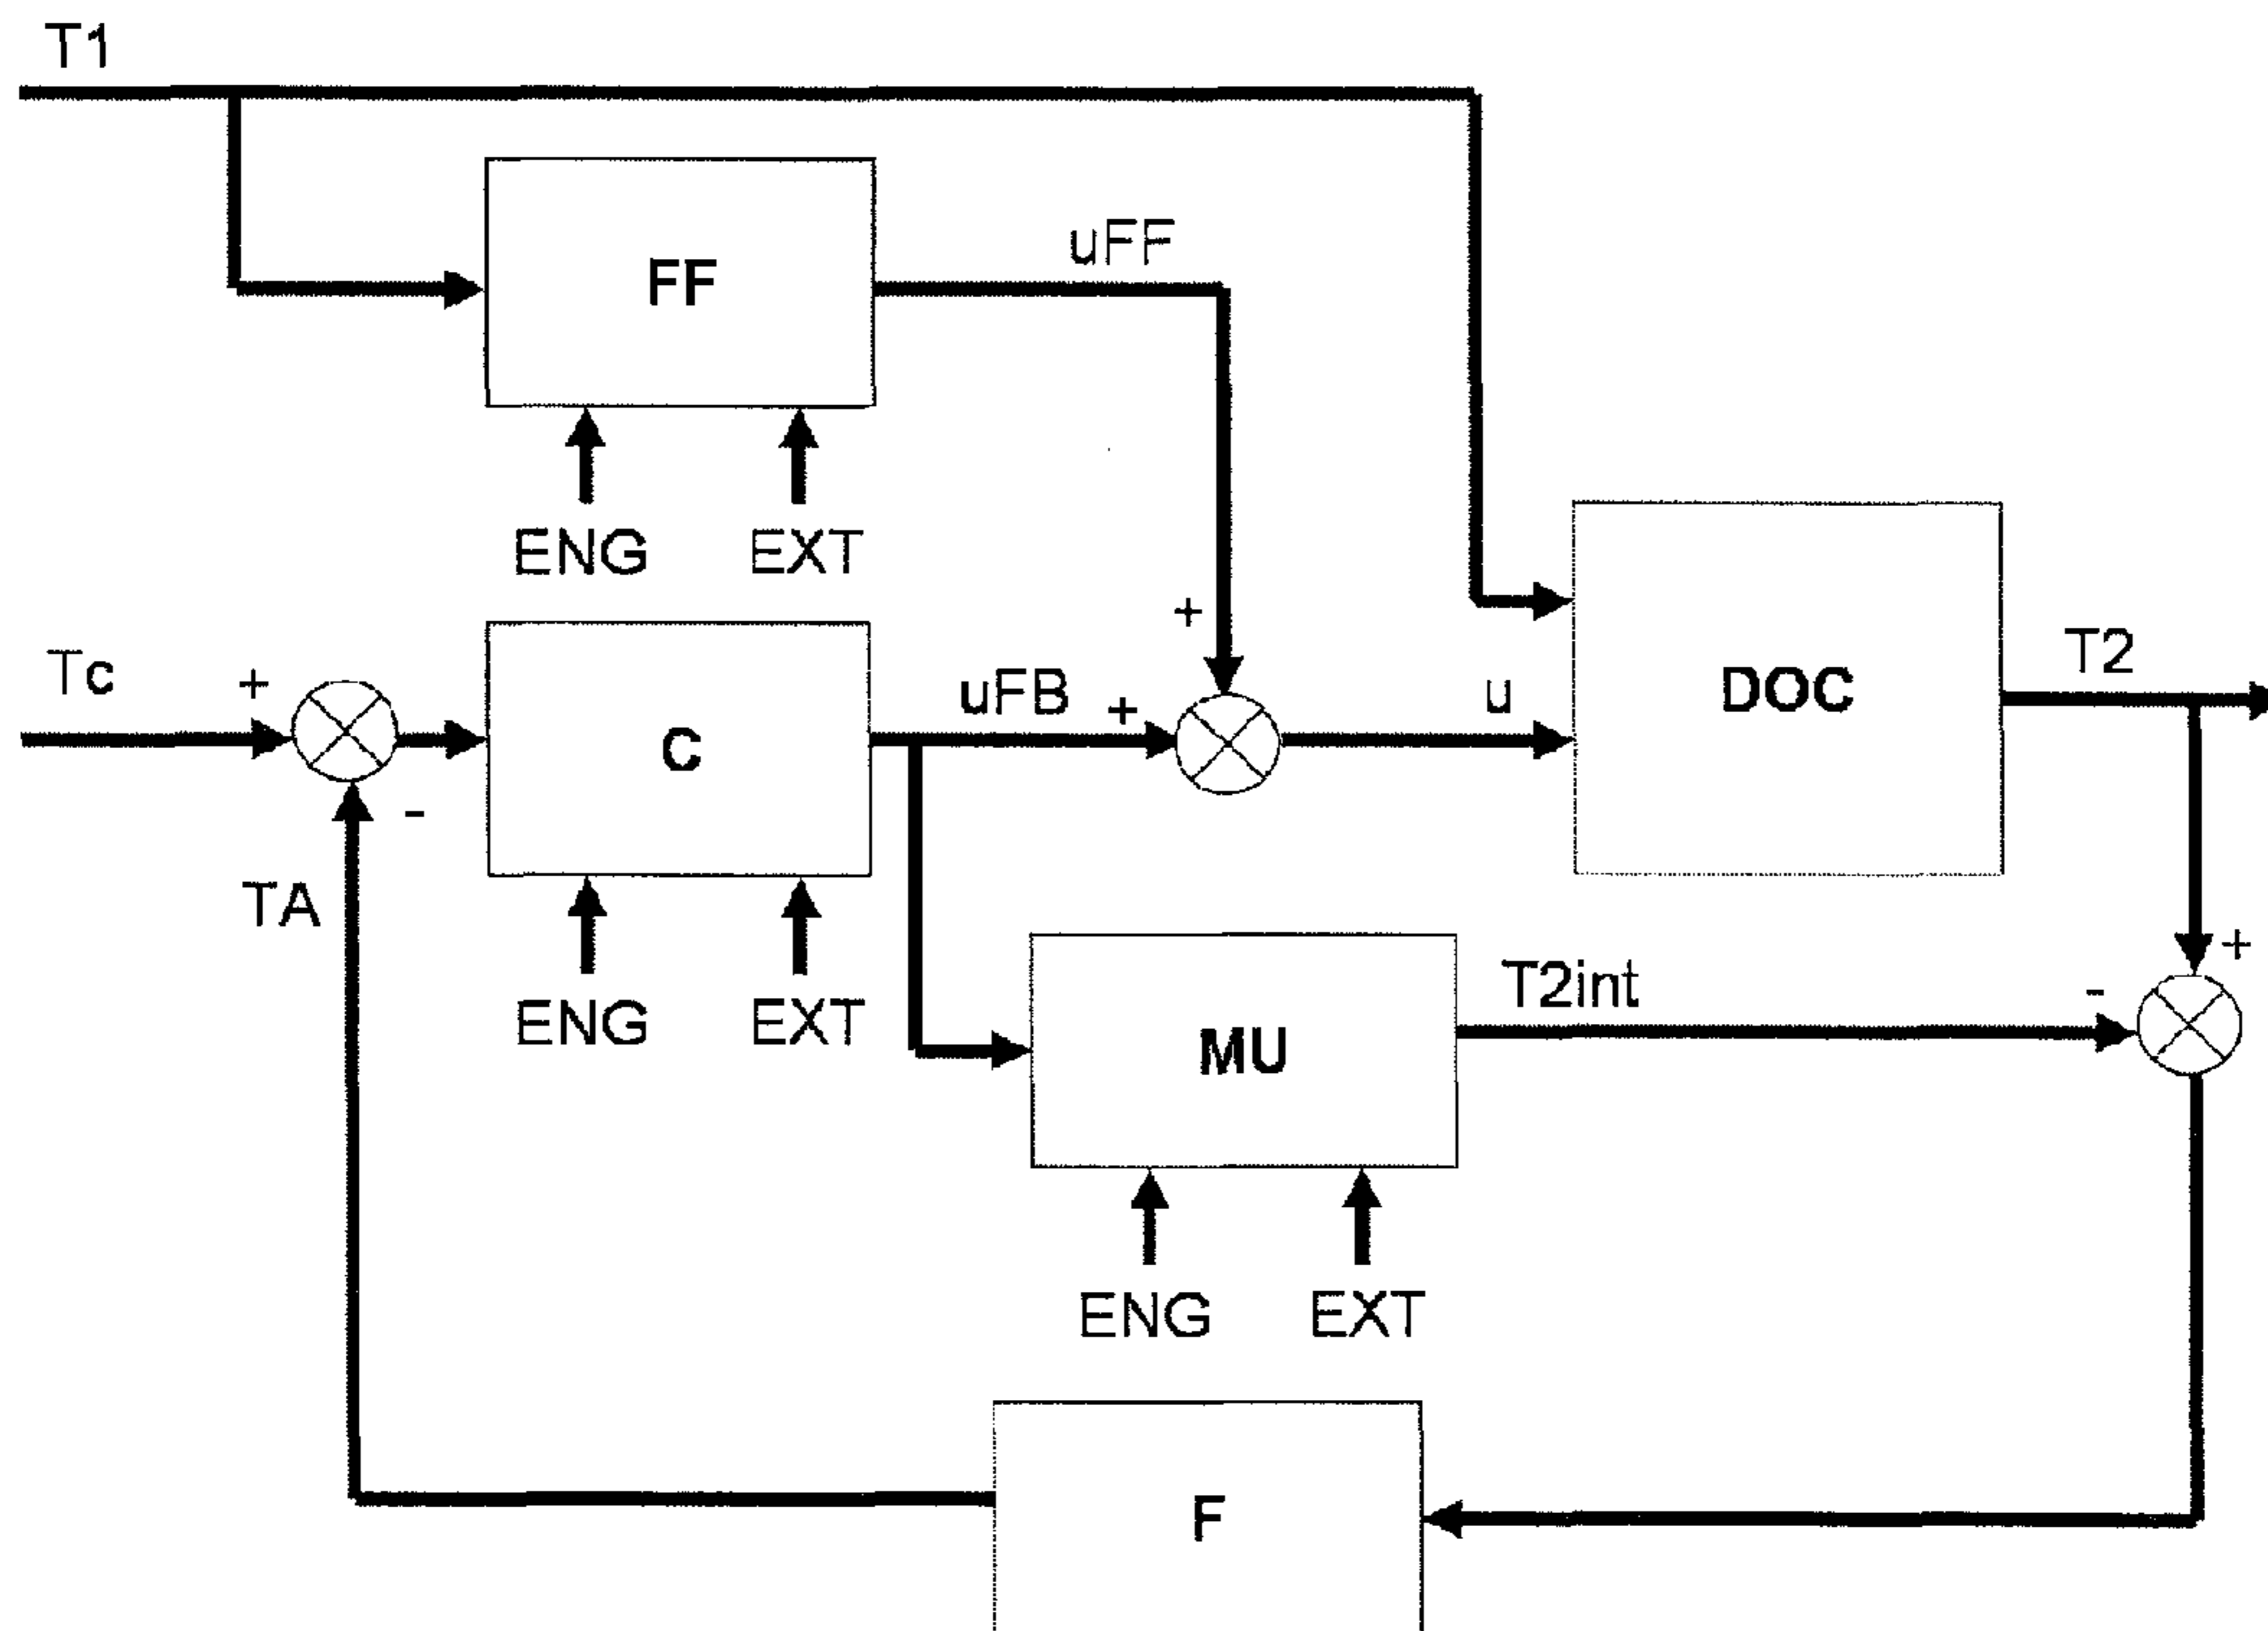 T1
FF
uFF
ENG EXT
+
Tc
+
C
uFB
+
u
DOC
T2
-
TA
ENG EXT
MU
T2int
-
+
ENG EXT
F